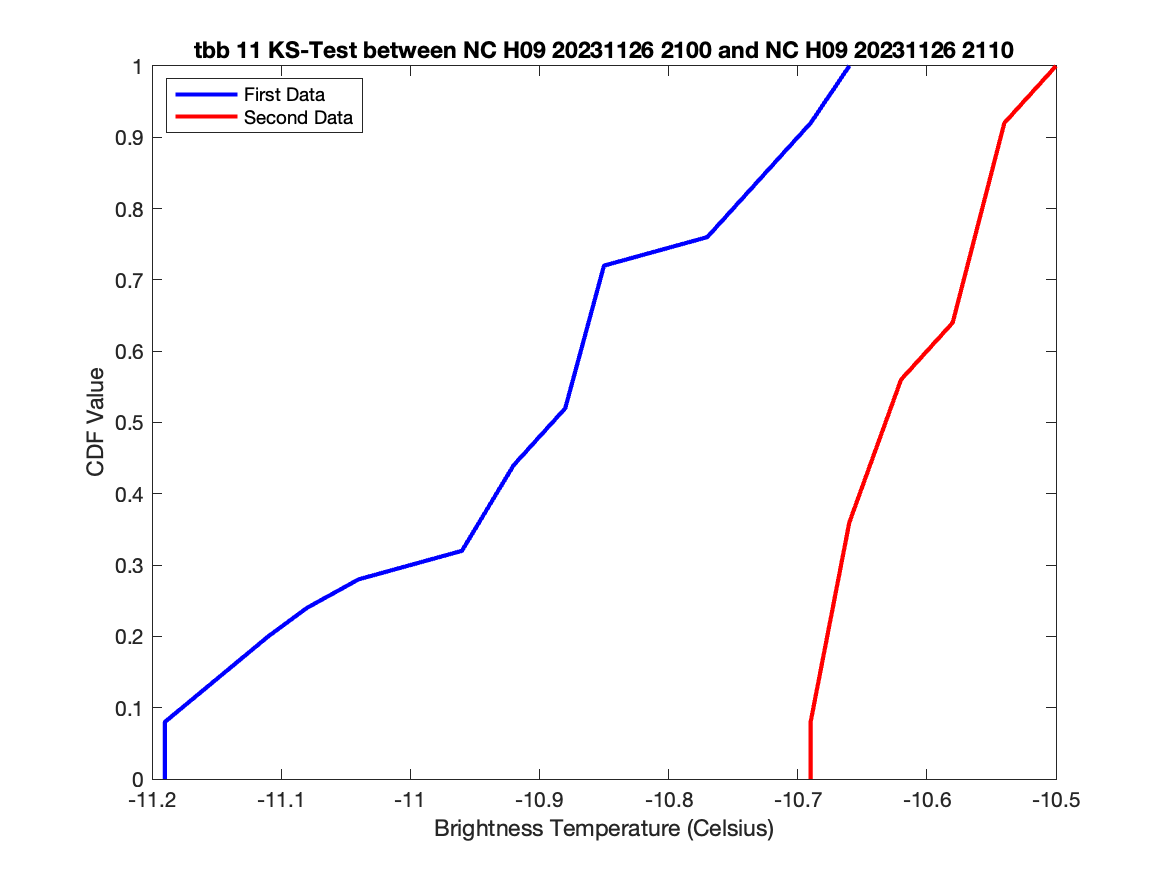 tbb 11 KS-Test between NC H09 20231126 2100 and NC H09 20231126 2110
First Data
Second Data
1
0.9
0.8
0.7
0.6
0.5
0.4
0.3
0.2
0.1
0
CDF Value
-11.2 -11.1 -11 -10.9 -10.8 -10.7 -10.6 -10.5
Brightness Temperature (Celsius)